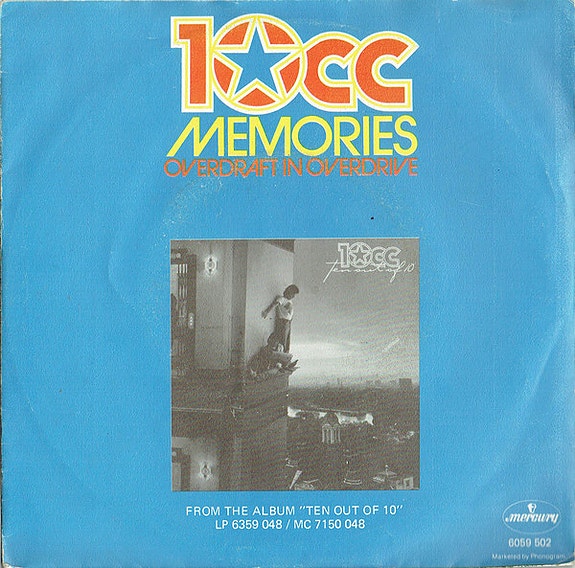 10cc
MEMORIES
OVERDRAFT IN OVERDRIVE
10cc
ten out of 10
FROM THE ALBUM "TEN OUT OF 10"
LP 6359 048 / MC 7150 048
mercury
6059 502
Marketed by Phonogram